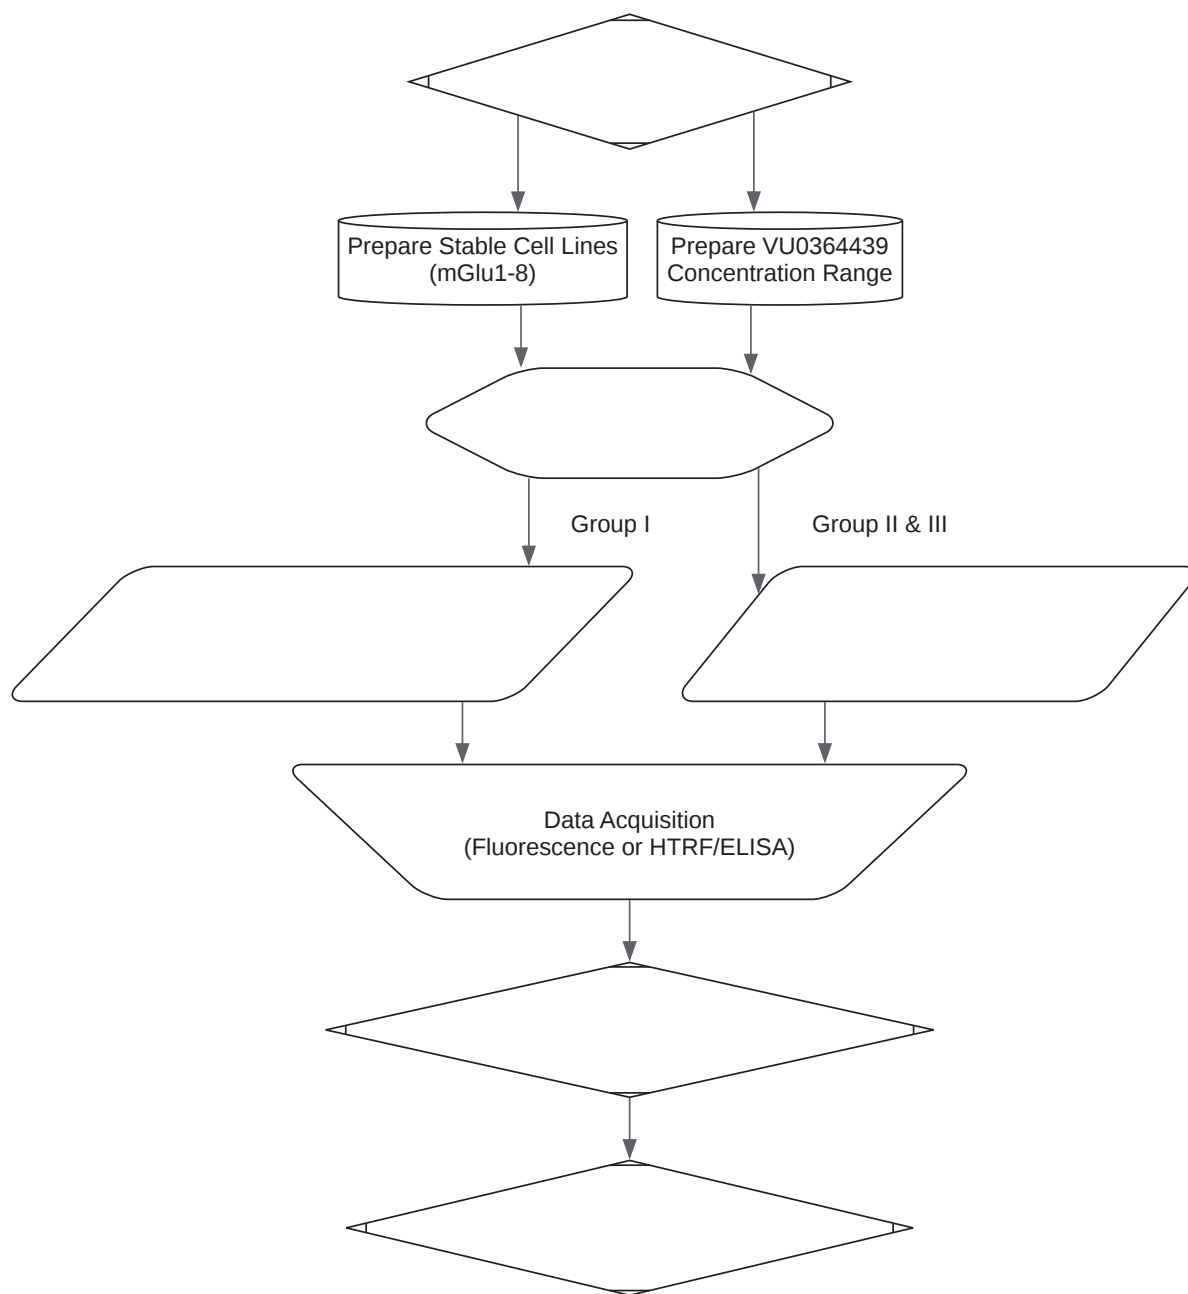 Prepare Stable Cell Lines
(mGlu1-8)
Prepare VU0364439
Concentration Range
Group I
Group II & III
Data Acquisition
(Fluorescence or HTRF/ELISA)